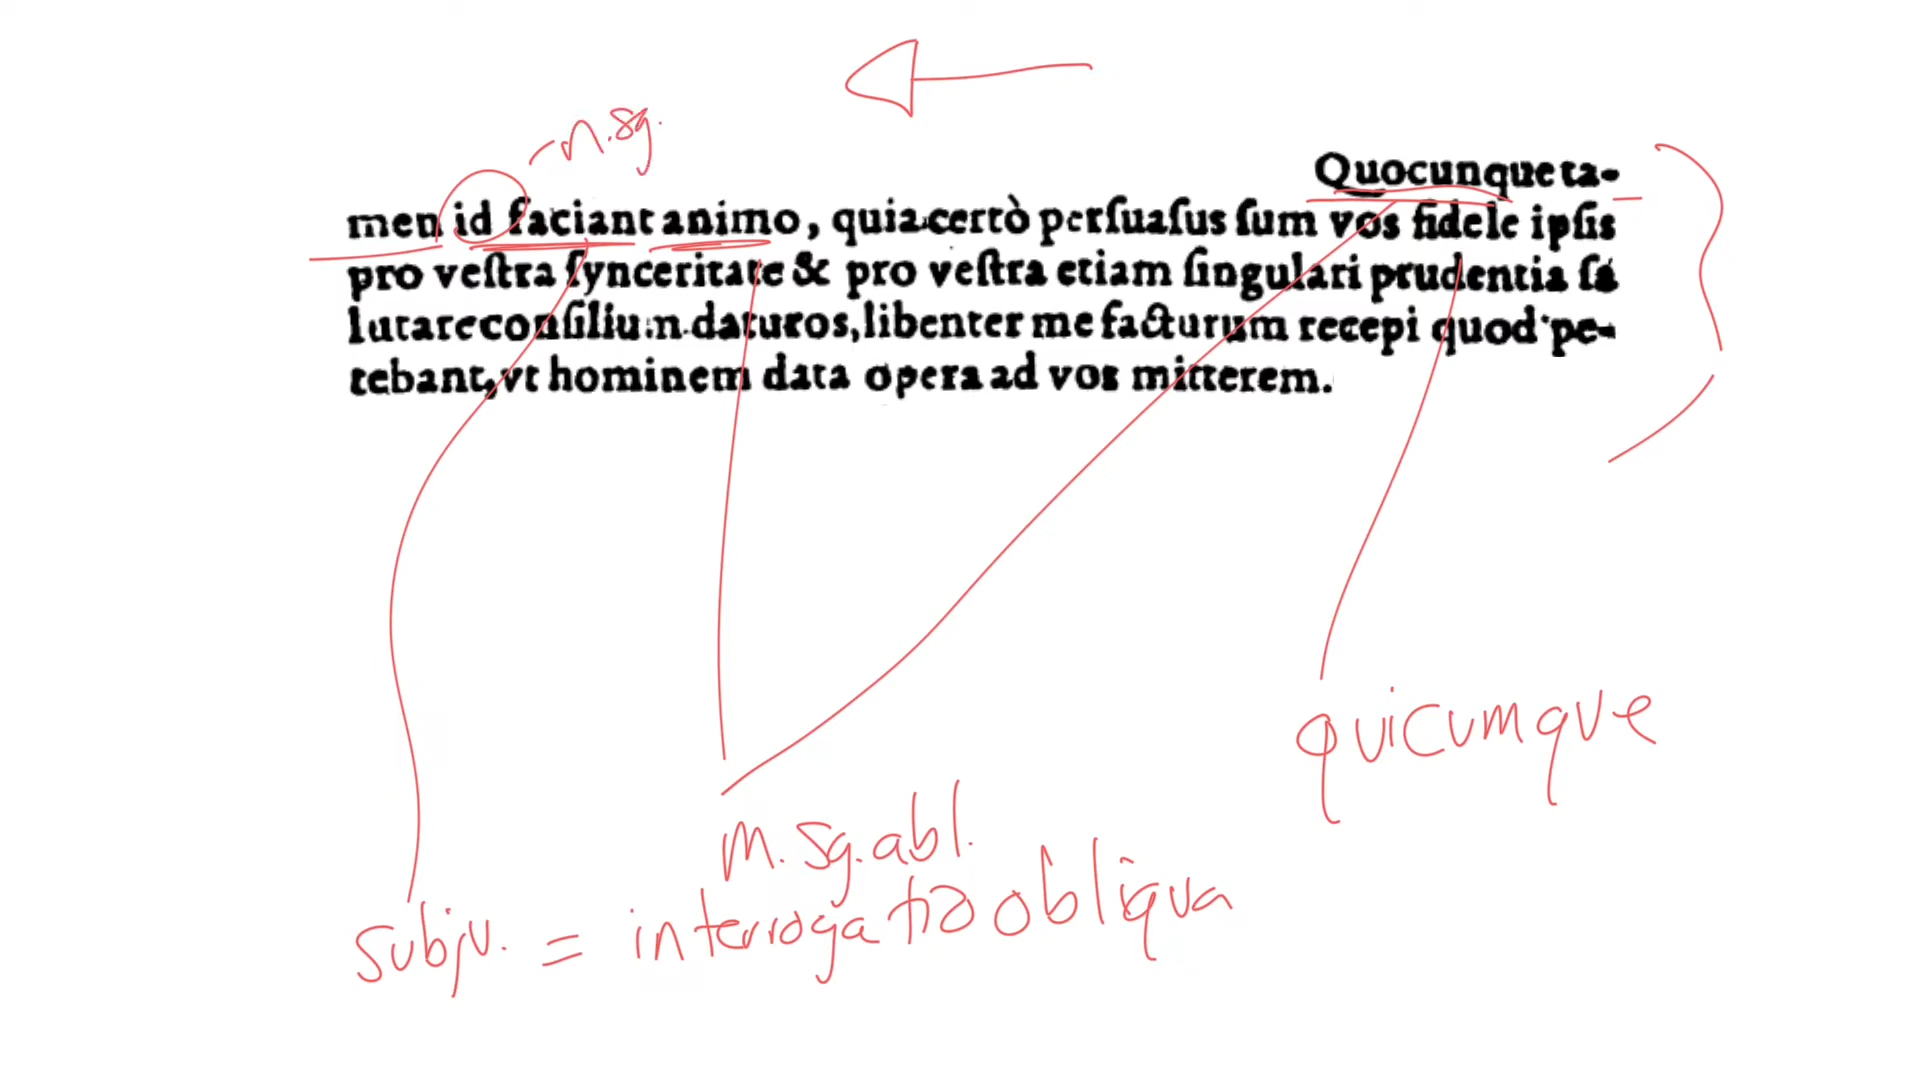 n.sg.
Quocunque ta-
men id faciant animo, quia certò perſuaſus ſum vos fidele ipſis
pro veſtra ſynceritate & pro veſtra etiam ſingulari prudentia ſa
lutare conſilium daturos, libenter me facturum recepi quod pe-
tebant, vt hominem data opera ad vos mitterem.
quicumque
m. sg. abl.
subju. = interrogatio obliqua